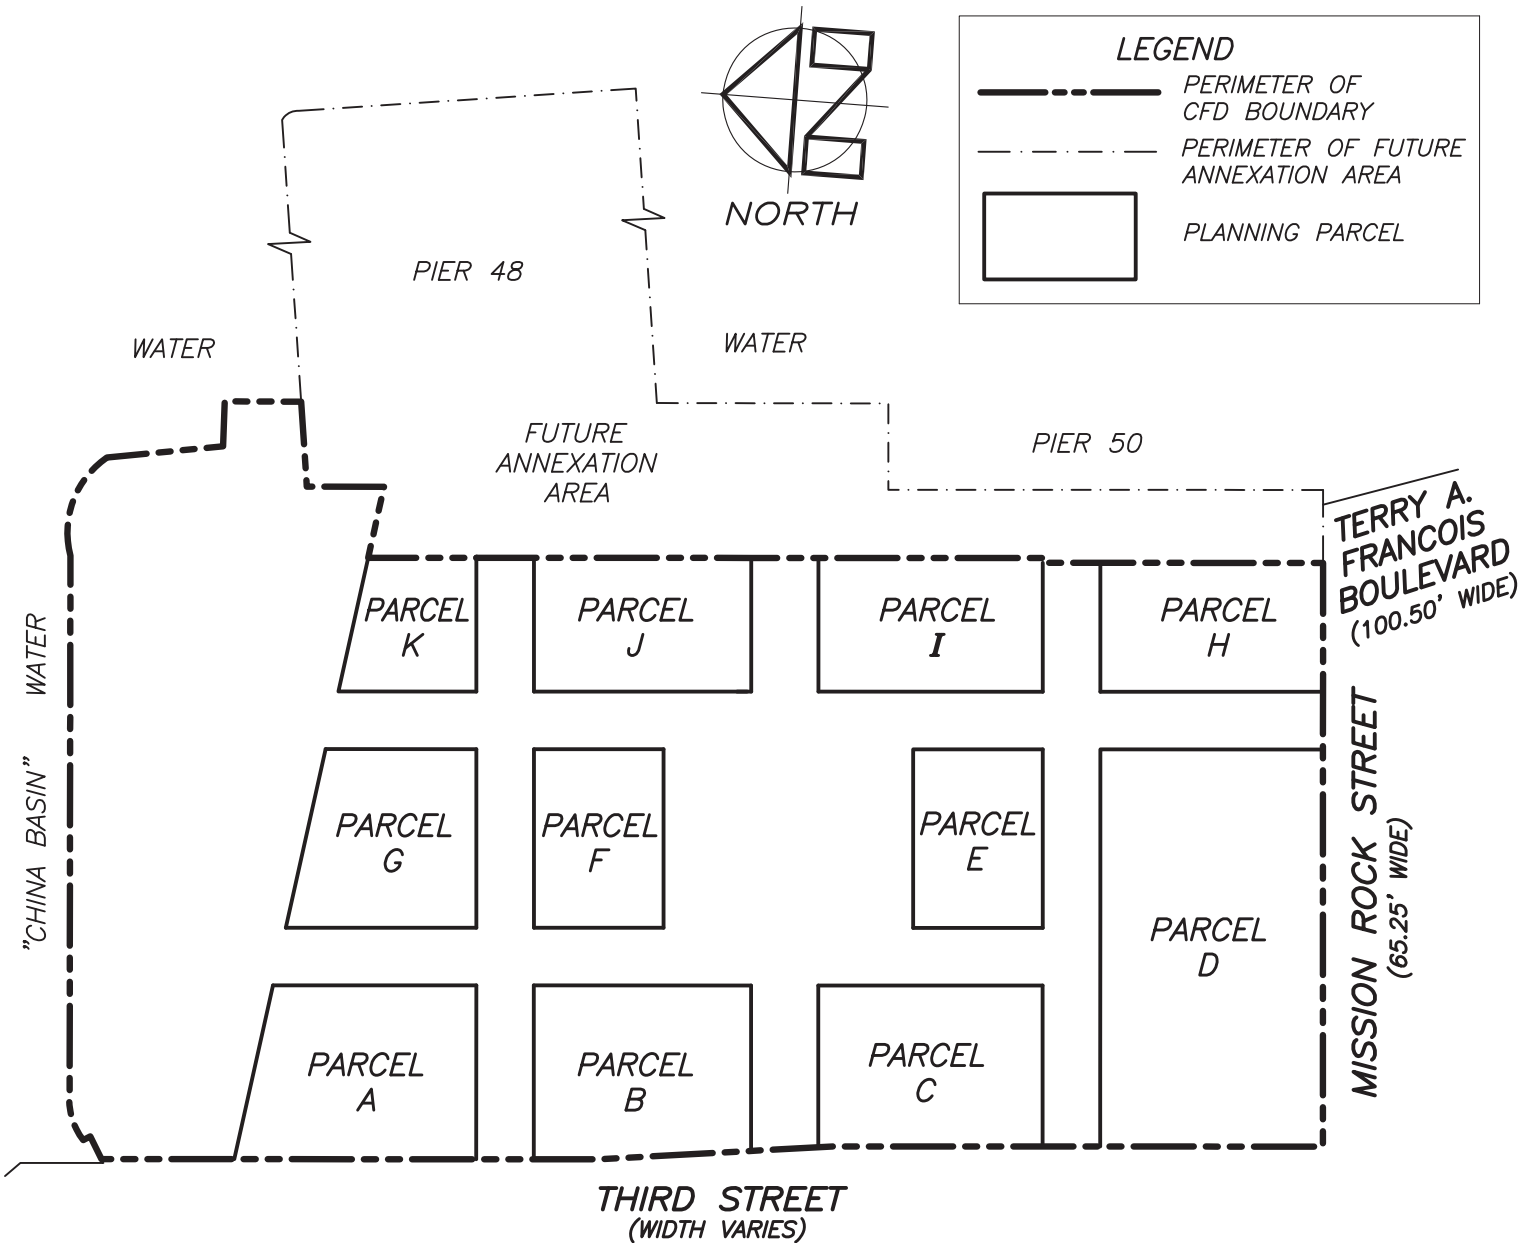 NORTH
LEGEND
PERIMETER OF
CFD BOUNDARY
PERIMETER OF FUTURE
ANNEXATION AREA
PLANNING PARCEL
PIER 48
WATER
WATER
FUTURE
ANNEXATION
AREA
PIER 50
TERRY A.
FRANCOIS
BOULEVARD
(100.50' WIDE)
PARCEL
K
PARCEL
J
PARCEL
I
PARCEL
H
WATER
"CHINA BASIN"
PARCEL
G
PARCEL
F
PARCEL
E
PARCEL
D
MISSION ROCK STREET
(65.25' WIDE)
PARCEL
A
PARCEL
B
PARCEL
C
THIRD STREET
(WIDTH VARIES)